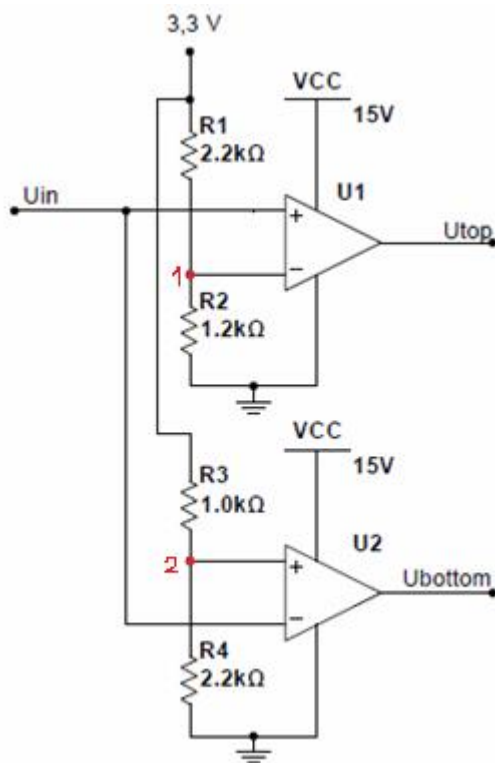 3,3 V
VCC
15V
R1
2.2kΩ
U1
Uin
+
Utop
1
−
R2
1.2kΩ
VCC
15V
R3
1.0kΩ
U2
2
+
Ubottom
−
R4
2.2kΩ